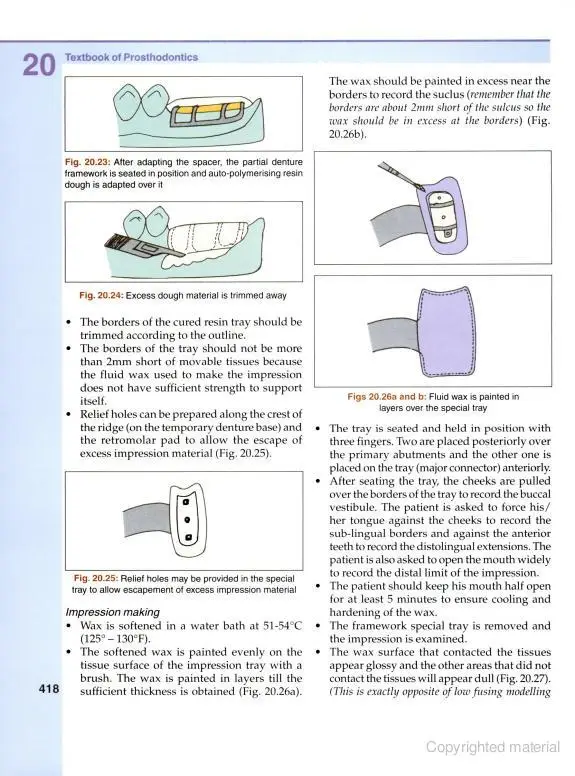 20
Textbook of Prosthodontics
Fig. 20.23: After adapting the spacer, the partial denture
framework is seated in position and auto-polymerising resin
dough is adapted over it
Fig. 20.24: Excess dough material is trimmed away
• The borders of the cured resin tray should be
trimmed according to the outline.
• The borders of the tray should not be more
than 2mm short of movable tissues because
the fluid wax used to make the impression
does not have sufficient strength to support
itself.
• Relief holes can be prepared along the crest of
the ridge (on the temporary denture base) and
the retromolar pad to allow the escape of
excess impression material (Fig. 20.25).
Fig. 20.25: Relief holes may be provided in the special
tray to allow escapement of excess impression material
Impression making
• Wax is softened in a water bath at 51-54°C
(125° – 130°F).
• The softened wax is painted evenly on the
tissue surface of the impression tray with a
brush. The wax is painted in layers till the
sufficient thickness is obtained (Fig. 20.26a).
The wax should be painted in excess near the
borders to record the suclus (remember that the
borders are about 2mm short of the sulcus so the
wax should be in excess at the borders) (Fig.
20.26b).
Figs 20.26a and b: Fluid wax is painted in
layers over the special tray
• The tray is seated and held in position with
three fingers. Two are placed posteriorly over
the primary abutments and the other one is
placed on the tray (major connector) anteriorly.
• After seating the tray, the cheeks are pulled
over the borders of the tray to record the buccal
vestibule. The patient is asked to force his/
her tongue against the cheeks to record the
sub-lingual borders and against the anterior
teeth to record the distolingual extensions. The
patient is also asked to open the mouth widely
to record the distal limit of the impression.
• The patient should keep his mouth half open
for at least 5 minutes to ensure cooling and
hardening of the wax.
• The framework special tray is removed and
the impression is examined.
• The wax surface that contacted the tissues
appear glossy and the other areas that did not
contact the tissues will appear dull (Fig. 20.27).
(This is exactly opposite of low fusing modelling
418
Copyrighted material